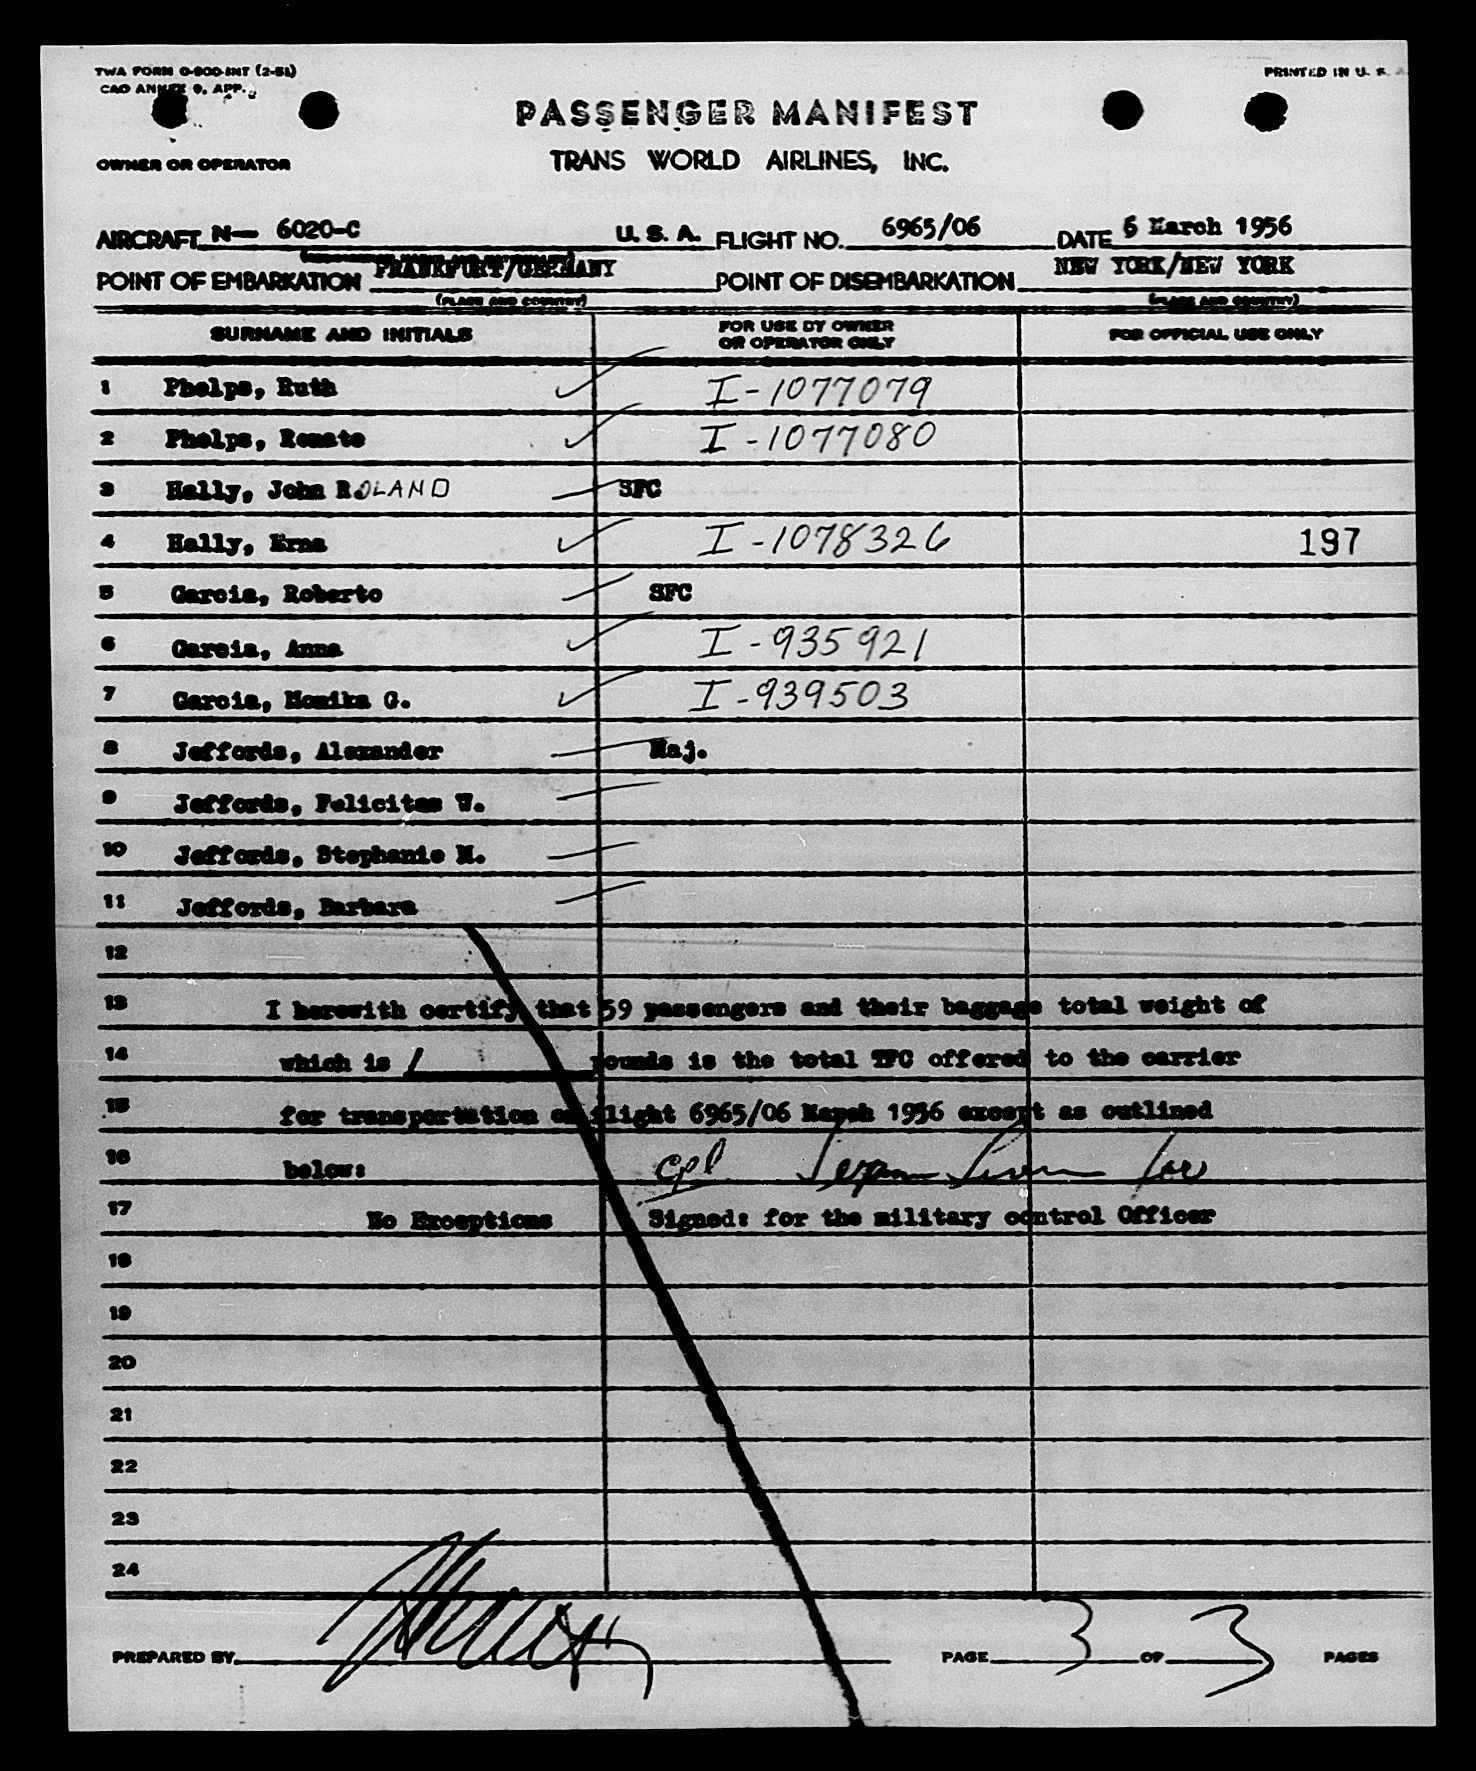 TWA FORM O-800-INT (2-51)
PRINTED IN U. S. A.
CAO ANNEX 9, APP.
PASSENGER MANIFEST
OWNER OR OPERATOR
TRANS WORLD AIRLINES, INC.
AIRCRAFT N— 6020-C U. S. A. FLIGHT NO. 6965/06 DATE 6 March 1956
POINT OF EMBARKATION FRANKFURT/GERMANY POINT OF DISEMBARKATION NEW YORK/NEW YORK
(PLACE AND COUNTRY) (PLACE AND COUNTRY)
SURNAME AND INITIALS FOR USE BY OWNER OR OPERATOR ONLY FOR OFFICIAL USE ONLY
1 Phelps, Ruth I-1077079
2 Phelps, Renate I-1077080
3 Hally, John ROLAND SFC
4 Hally, Erna I-1078326 197
5 Garcia, Roberto SFC
6 Garcia, Anna I-935921
7 Garcia, Monika G. I-939503
8 Jeffords, Alexander Maj.
9 Jeffords, Felicitas W.
10 Jeffords, Stephanie M.
11 Jeffords, Barbara
12
13 I herewith certify that 59 passengers and their baggage total weight of
14 which is / pounds is the total TFC offered to the carrier
15 for transportation on flight 6965/06 March 1956 except as outlined
16 below: Cpl
17 No Exceptions Signed: for the military control Officer
18
19
20
21
22
23
24
PREPARED BY PAGE 3 OF 3 PAGES